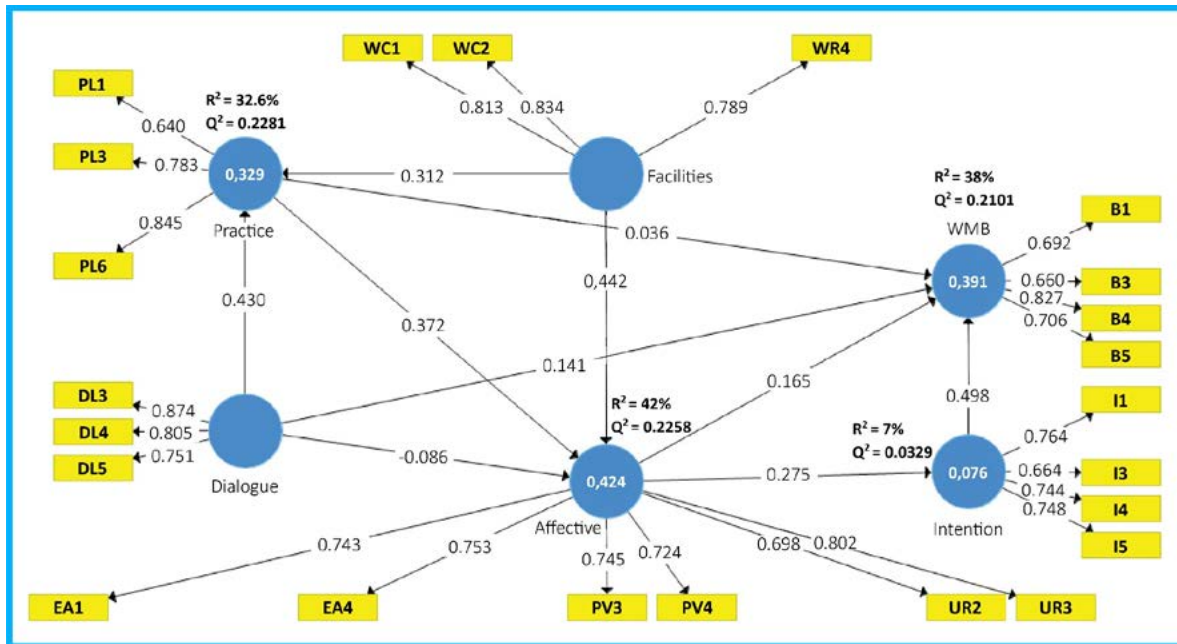 WC1
WC2
WR4
PL1
R² = 32.6%
Q² = 0.2281
0.813
0.834
0.789
0.640
PL3
0.783
0,329
0.312
Facilities
R² = 38%
Q² = 0.2101
B1
0.845
Practice
0.036
WMB
0.692
PL6
0,442
0,391
0.660
B3
0.827
B4
0.430
0.372
0.706
B5
0.141
0.165
DL3
0.874
0.498
I1
DL4
0.805
R² = 42%
Q² = 0.2258
R² = 7%
Q² = 0.0329
0.764
DL5
0.751
-0.086
0.275
0.664
I3
Dialogue
0,424
0,076
0.744
I4
0.748
Affective
Intention
I5
0.743
0.753
0.745
0.724
0.698
0.802
EA1
EA4
PV3
PV4
UR2
UR3